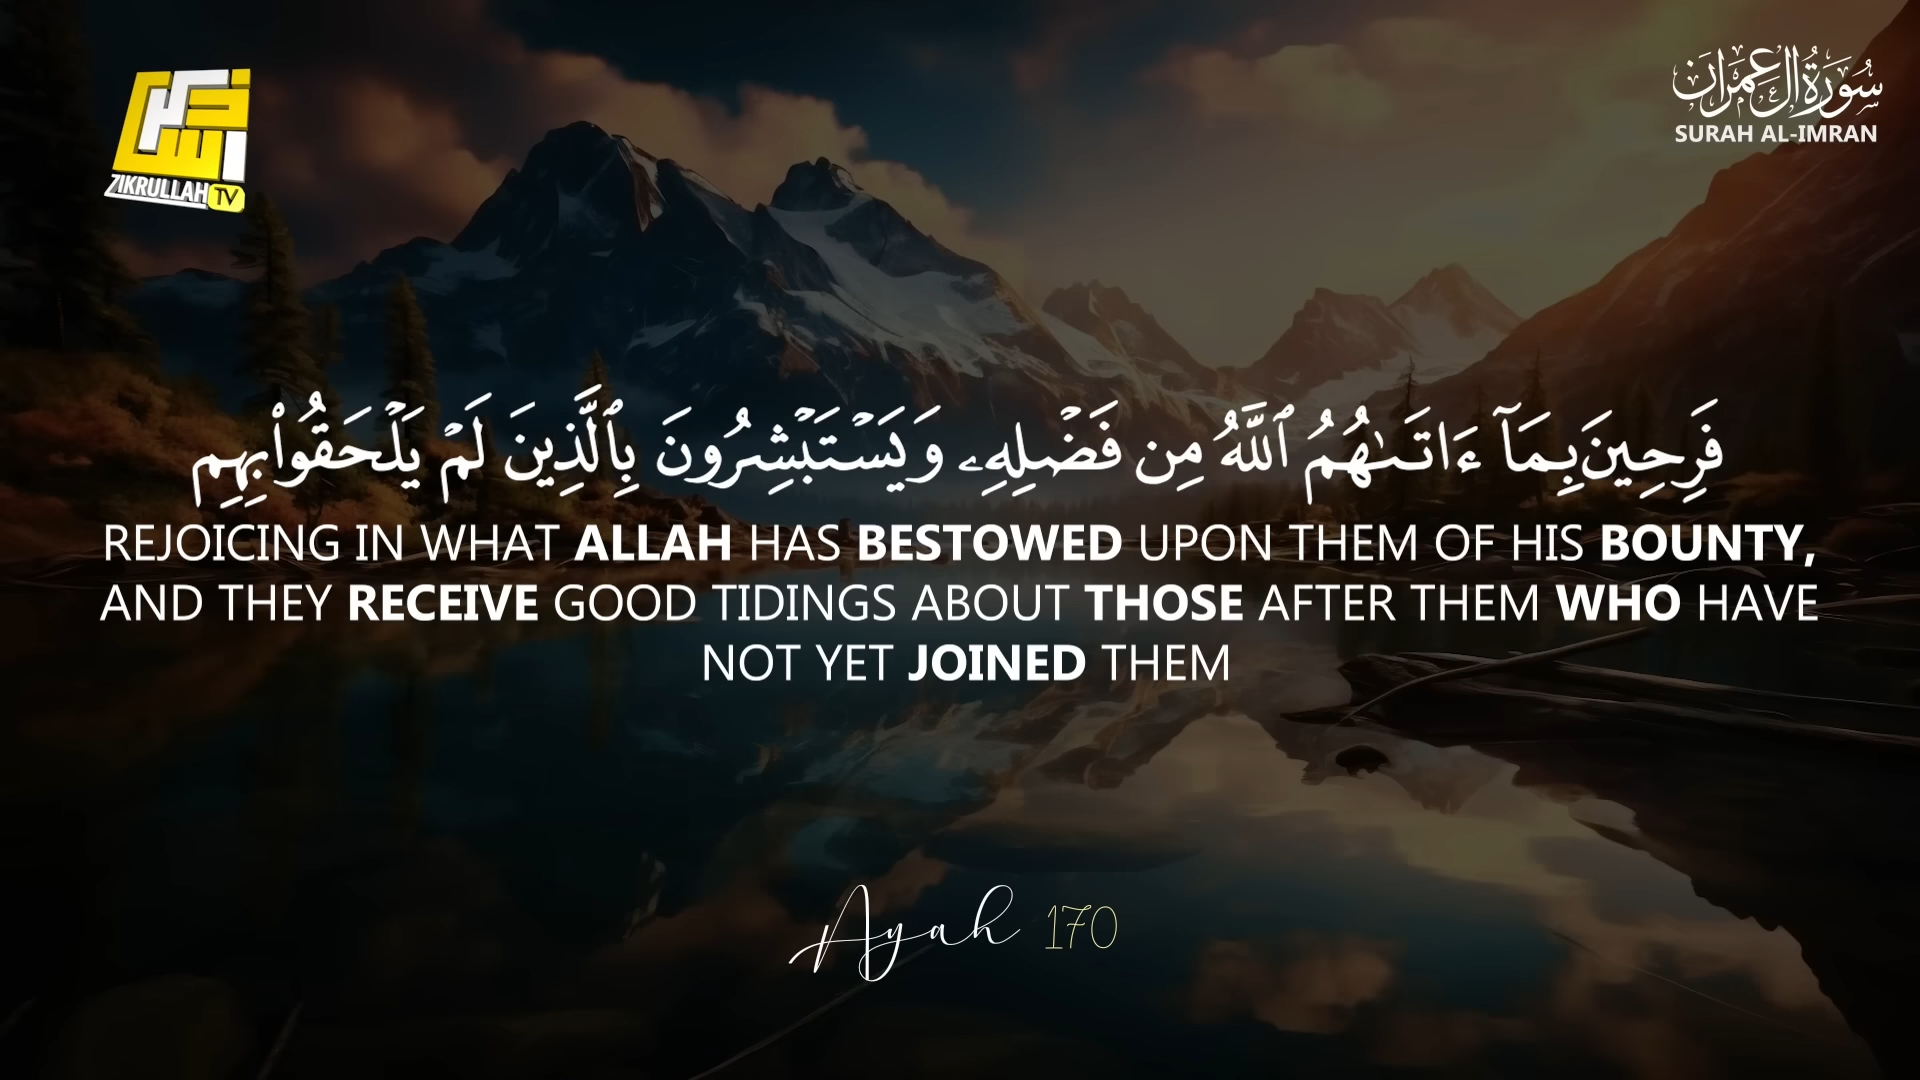 ذكر الله
ZIKRULLAH TV
سُورَةُ اٰلِ عِمْرَان
SURAH AL-IMRAN
فَرِحِينَ بِمَآ ءَاتَىٰهُمُ ٱللَّهُ مِن فَضْلِهِۦ وَيَسْتَبْشِرُونَ بِٱلَّذِينَ لَمْ يَلْحَقُوا۟ بِهِم
REJOICING IN WHAT ALLAH HAS BESTOWED UPON THEM OF HIS BOUNTY,
AND THEY RECEIVE GOOD TIDINGS ABOUT THOSE AFTER THEM WHO HAVE
NOT YET JOINED THEM
Ayah 170